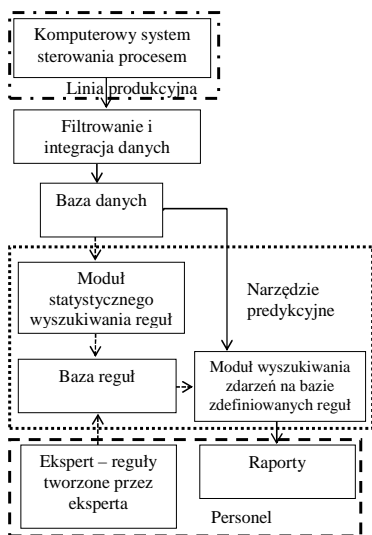 Komputerowy system
sterowania procesem
Linia produkcyjna
Filtrowanie i
integracja danych
Baza danych
Moduł
statystycznego
wyszukiwania reguł
Narzędzie
predykcyjne
Baza reguł
Moduł wyszukiwania
zdarzeń na bazie
zdefiniowanych reguł
Ekspert – reguły
tworzone przez
eksperta
Raporty
Personel